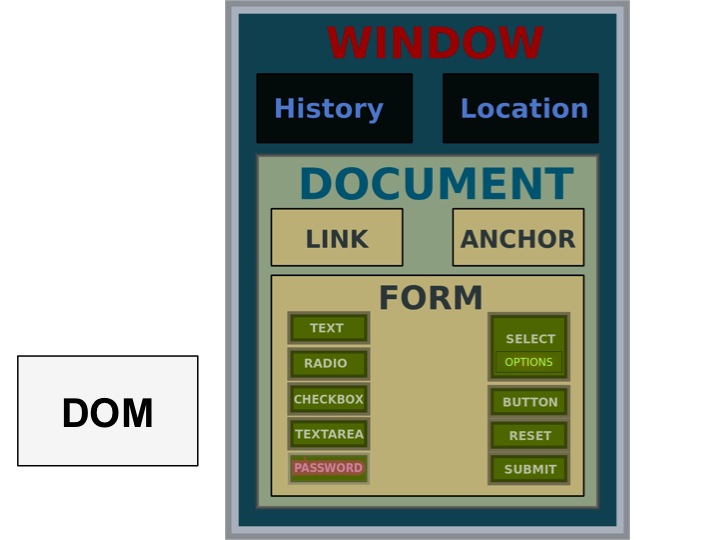 WINDOW
History
Location
DOCUMENT
LINK
ANCHOR
FORM
TEXT
RADIO
CHECKBOX
TEXTAREA
PASSWORD
SELECT
OPTIONS
BUTTON
RESET
SUBMIT
DOM